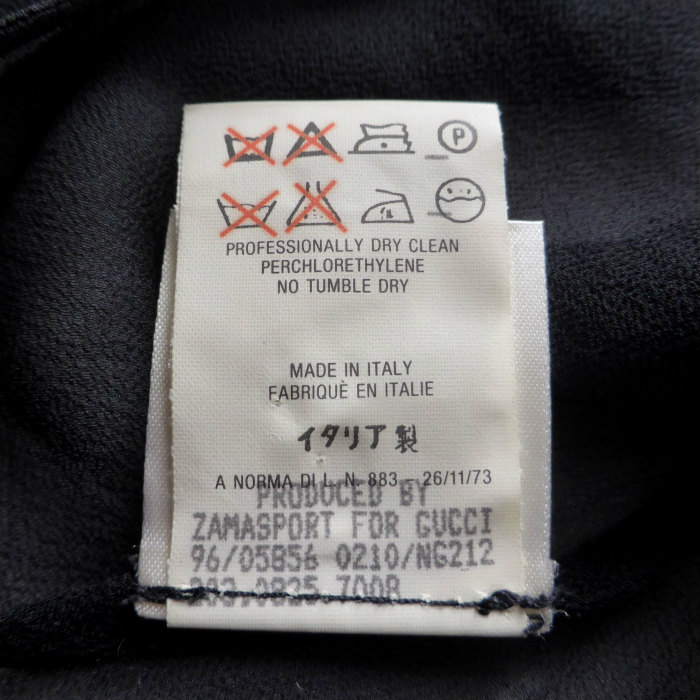 P
PROFESSIONALLY DRY CLEAN
PERCHLORETHYLENE
NO TUMBLE DRY
MADE IN ITALY
FABRIQUÈ EN ITALIE
イタリア製
A NORMA DI L. N. 883 - 26/11/73
PRODUCED BY
ZAMASPORT FOR GUCCI
96/05856 0210/NG212